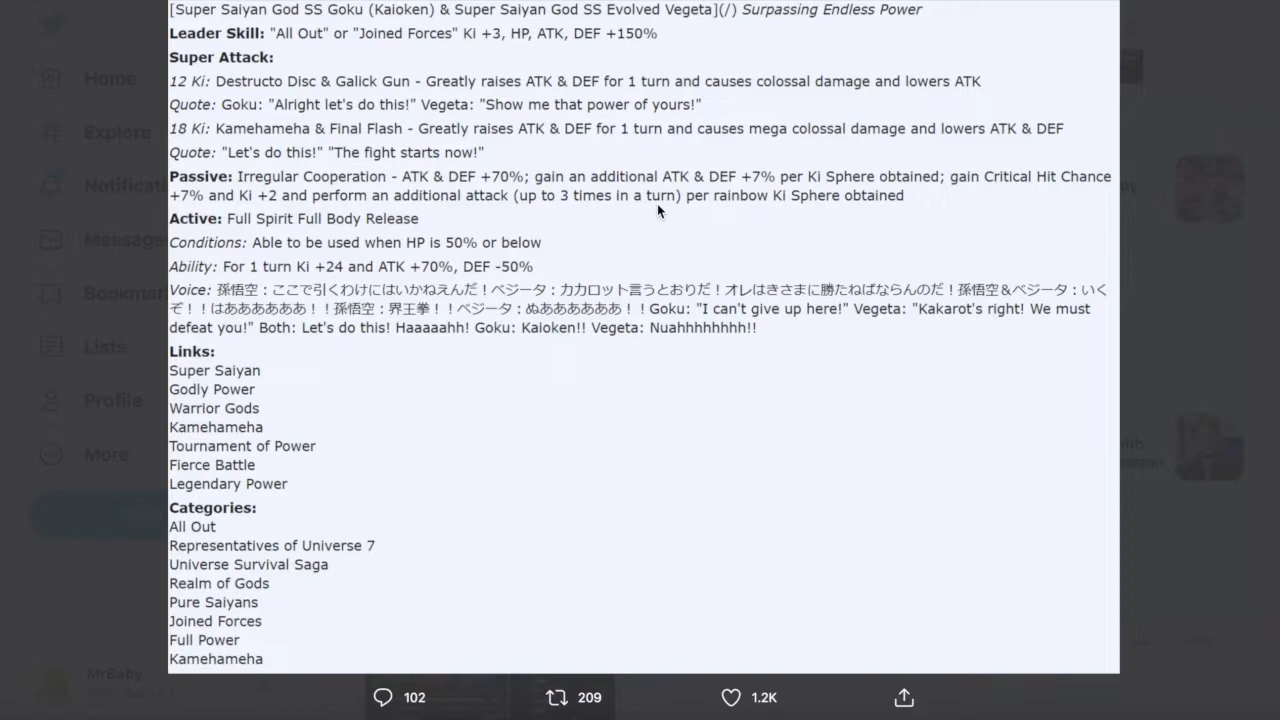 [Super Saiyan God SS Goku (Kaioken) & Super Saiyan God SS Evolved Vegeta](/) Surpassing Endless Power
Leader Skill: "All Out" or "Joined Forces" Ki +3, HP, ATK, DEF +150%
Super Attack:
12 Ki: Destructo Disc & Galick Gun - Greatly raises ATK & DEF for 1 turn and causes colossal damage and lowers ATK
Quote: Goku: "Alright let's do this!" Vegeta: "Show me that power of yours!"
18 Ki: Kamehameha & Final Flash - Greatly raises ATK & DEF for 1 turn and causes mega colossal damage and lowers ATK & DEF
Quote: "Let's do this!" "The fight starts now!"
Passive: Irregular Cooperation - ATK & DEF +70%; gain an additional ATK & DEF +7% per Ki Sphere obtained; gain Critical Hit Chance
+7% and Ki +2 and perform an additional attack (up to 3 times in a turn) per rainbow Ki Sphere obtained
Active: Full Spirit Full Body Release
Conditions: Able to be used when HP is 50% or below
Ability: For 1 turn Ki +24 and ATK +70%, DEF -50%
Voice: 孫悟空：ここで引くわけにはいかねえんだ！ベジータ：カカロット言うとおりだ！オレはきさまに勝たねばならんのだ！孫悟空＆ベジータ：いく
ぞ！！はああああああ！！孫悟空：界王拳！！ベジータ：ぬああああああ！！Goku: "I can't give up here!" Vegeta: "Kakarot's right! We must
defeat you!" Both: Let's do this! Haaaaahh! Goku: Kaioken!! Vegeta: Nuahhhhhhhh!!
Links:
Super Saiyan
Godly Power
Warrior Gods
Kamehameha
Tournament of Power
Fierce Battle
Legendary Power
Categories:
All Out
Representatives of Universe 7
Universe Survival Saga
Realm of Gods
Pure Saiyans
Joined Forces
Full Power
Kamehameha
Home
Explore
Notificati
Message
Bookmar
Lists
Profile
More
MrBaby
102
209
1.2K